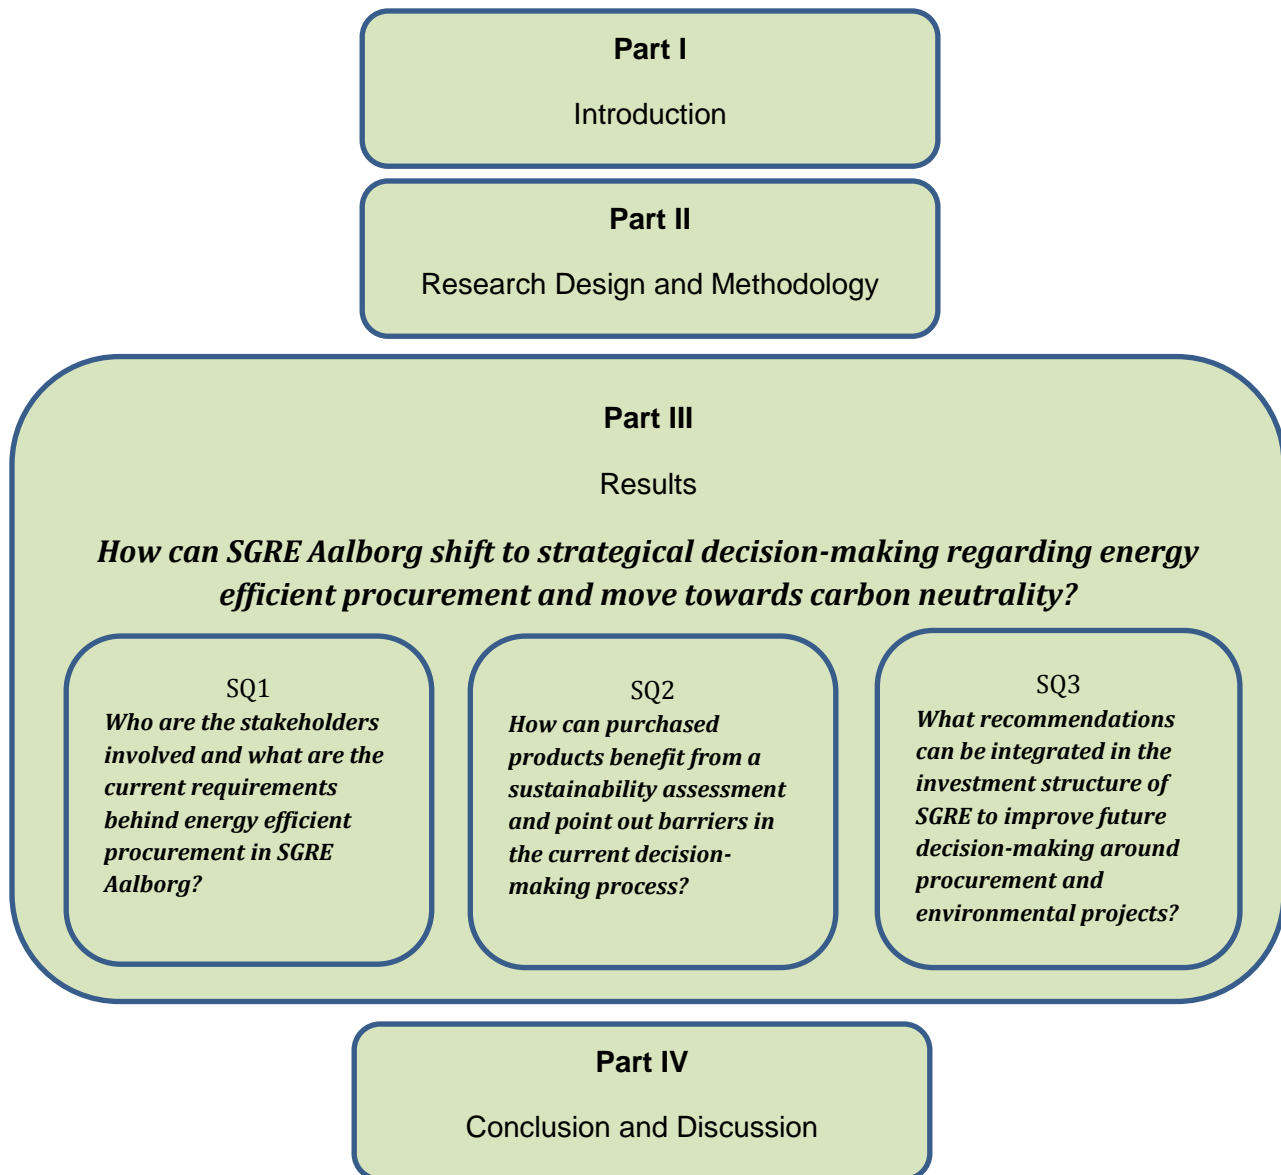 Part I
Introduction
Part II
Research Design and Methodology
Part III
Results
How can SGRE Aalborg shift to strategical decision-making regarding energy
efficient procurement and move towards carbon neutrality?
SQ1
Who are the stakeholders
involved and what are the
current requirements
behind energy efficient
procurement in SGRE
Aalborg?
SQ2
How can purchased
products benefit from a
sustainability assessment
and point out barriers in
the current decision-
making process?
SQ3
What recommendations
can be integrated in the
investment structure of
SGRE to improve future
decision-making around
procurement and
environmental projects?
Part IV
Conclusion and Discussion